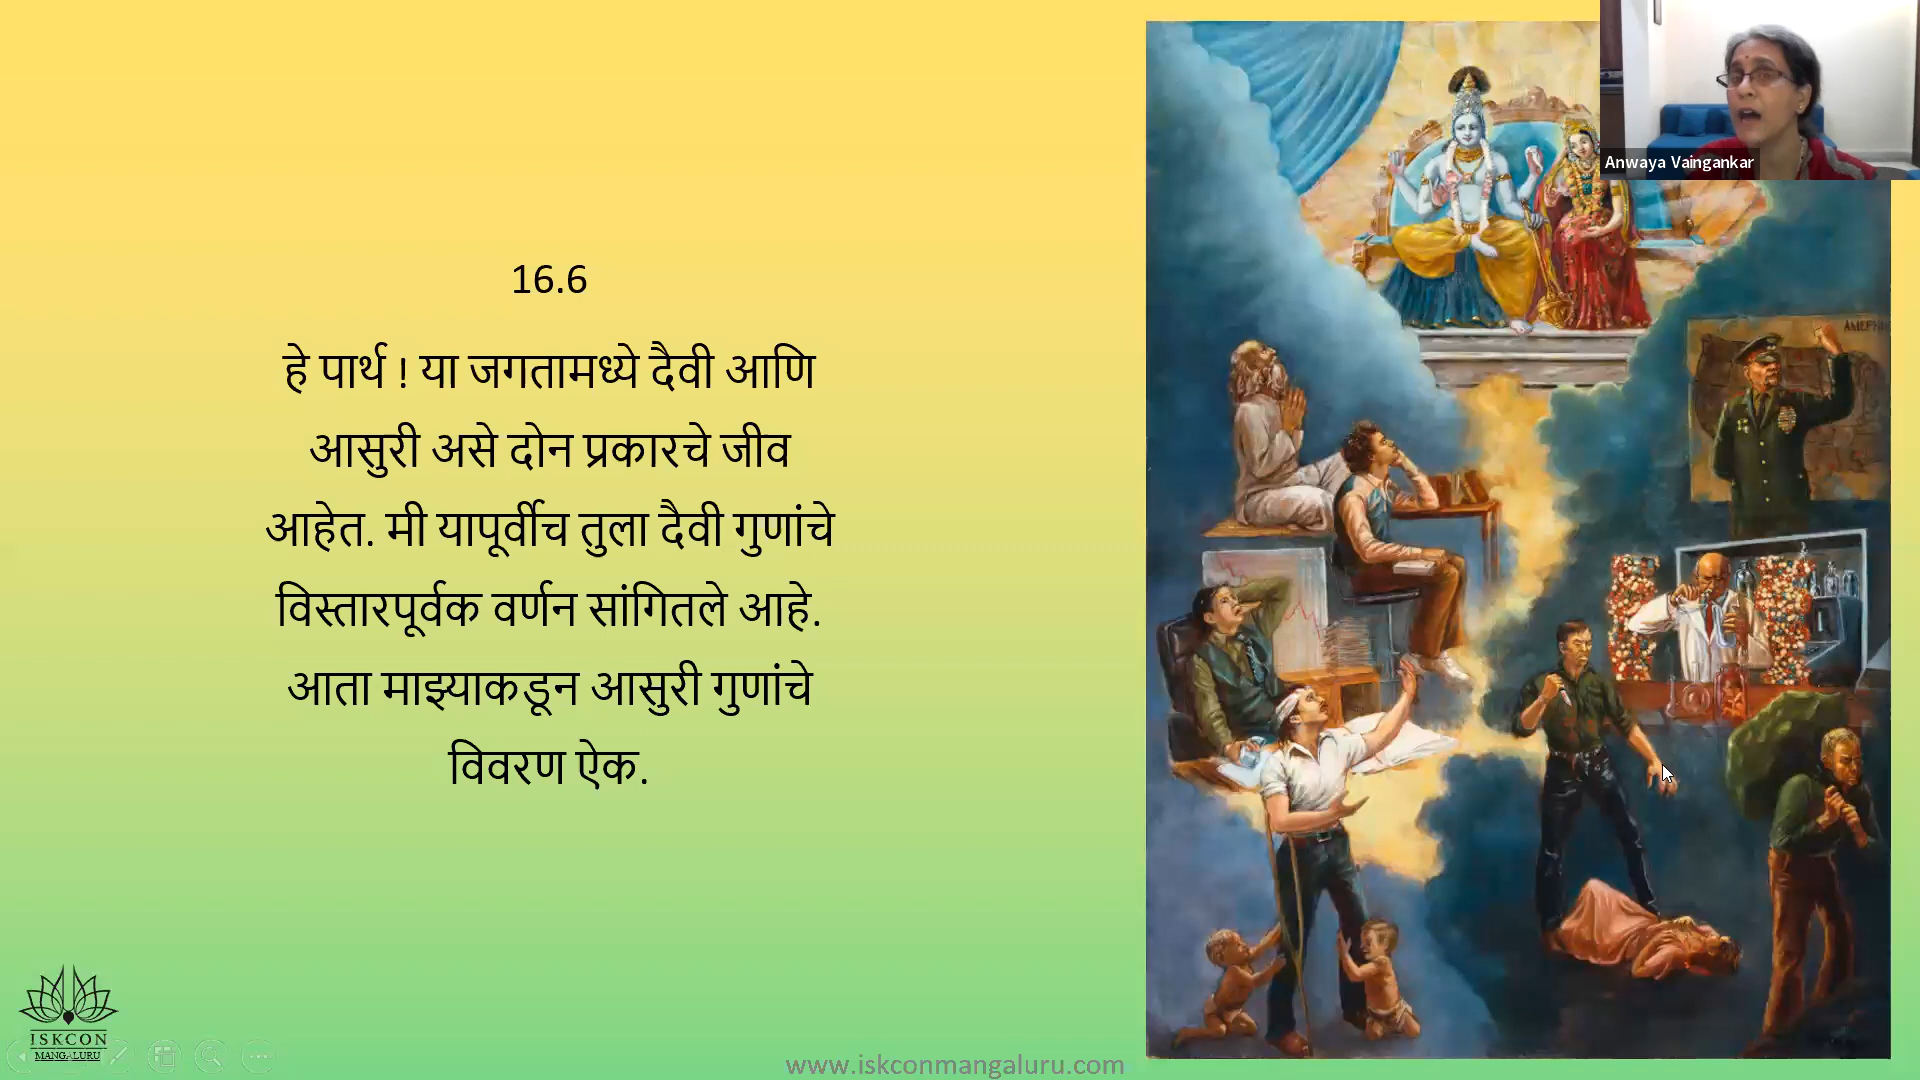 16.6
हे पार्थ ! या जगतामध्ये दैवी आणि
आसुरी असे दोन प्रकारचे जीव
आहेत. मी यापूर्वीच तुला दैवी गुणांचे
विस्तारपूर्वक वर्णन सांगितले आहे.
आता माझ्याकडून आसुरी गुणांचे
विवरण ऐक.
Anwaya Vaingankar
ISKCON
MANGALURU
www.iskconmangaluru.com